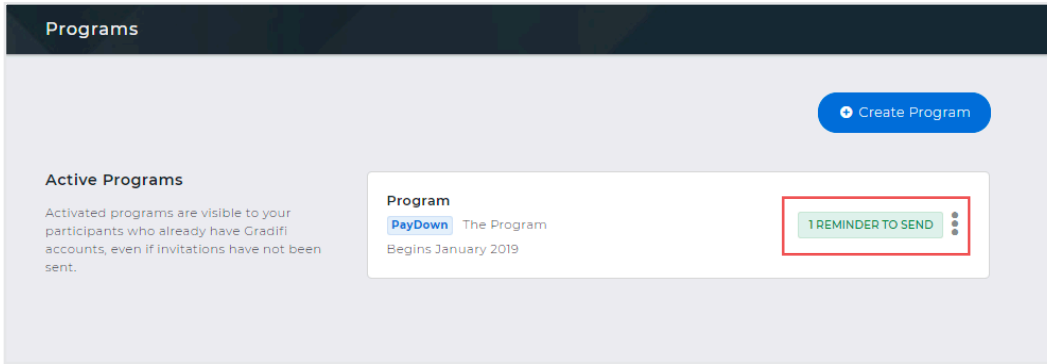 Programs
Create Program
Active Programs
Activated programs are visible to your
participants who already have Gradifi
accounts, even if invitations have not been
sent.
Program
PayDown The Program
Begins January 2019
1 REMINDER TO SEND